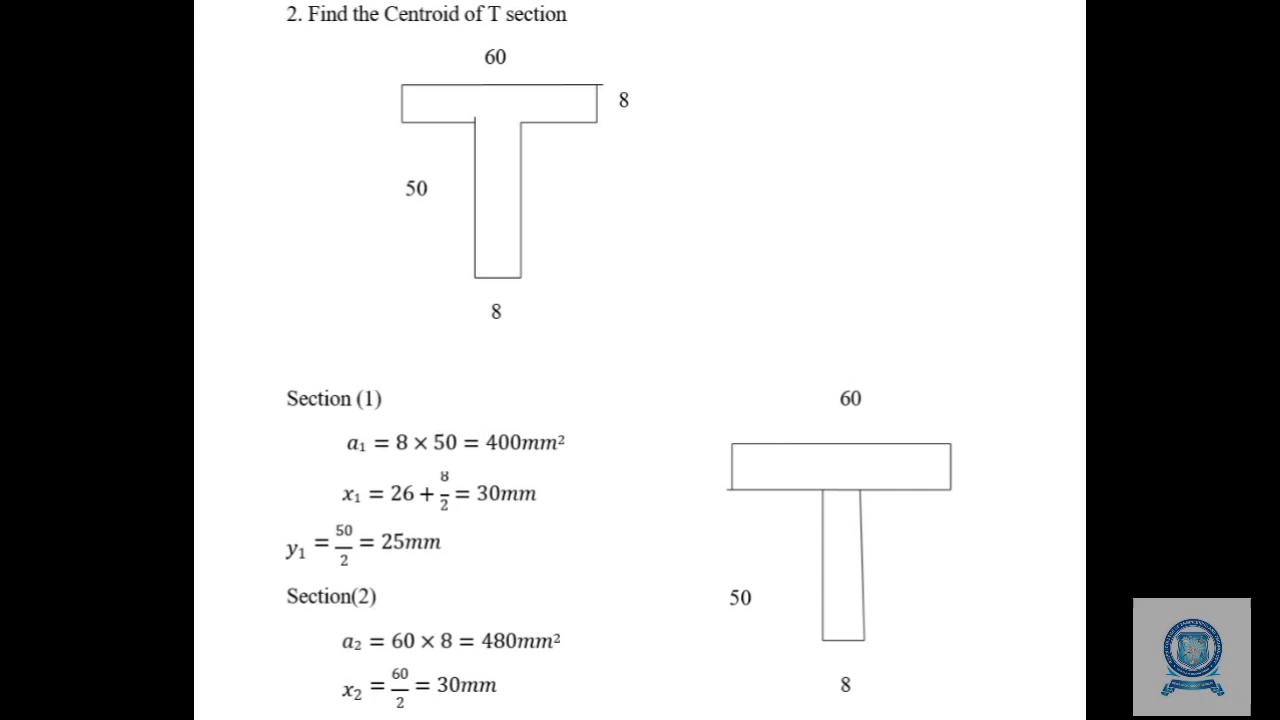 2. Find the Centroid of T section
60
8
50
8
Section (1)
a₁ = 8 × 50 = 400mm²
x₁ = 26 + 8/2 = 30mm
y₁ = 50/2 = 25mm
Section(2)
a₂ = 60 × 8 = 480mm²
x₂ = 60/2 = 30mm
60
50
8